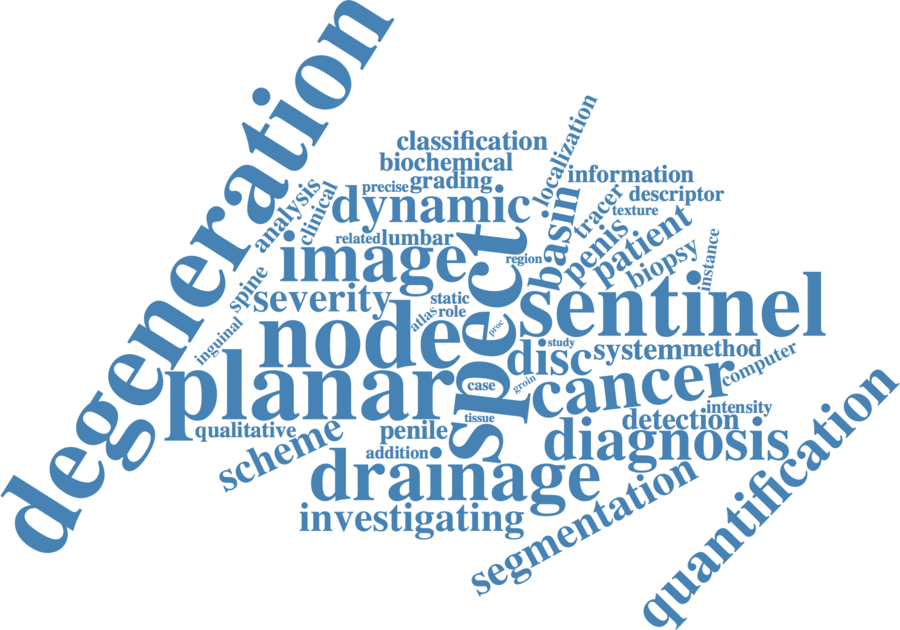 degeneration
classification
biochemical
localization
information
precise
grading
descriptor
analysis
clinical
dynamic
basin
tracer
texture
related
lumbar
penis
patient
image
spect
region
biopsy
instance
spine
severity
static
role
atlas
sentinel
inguinal
node
proc
study
disc
system
method
computer
planar
case
groin
cancer
intensity
tissue
detection
qualitative
penile
scheme
addition
diagnosis
drainage
segmentation
investigating
quantification